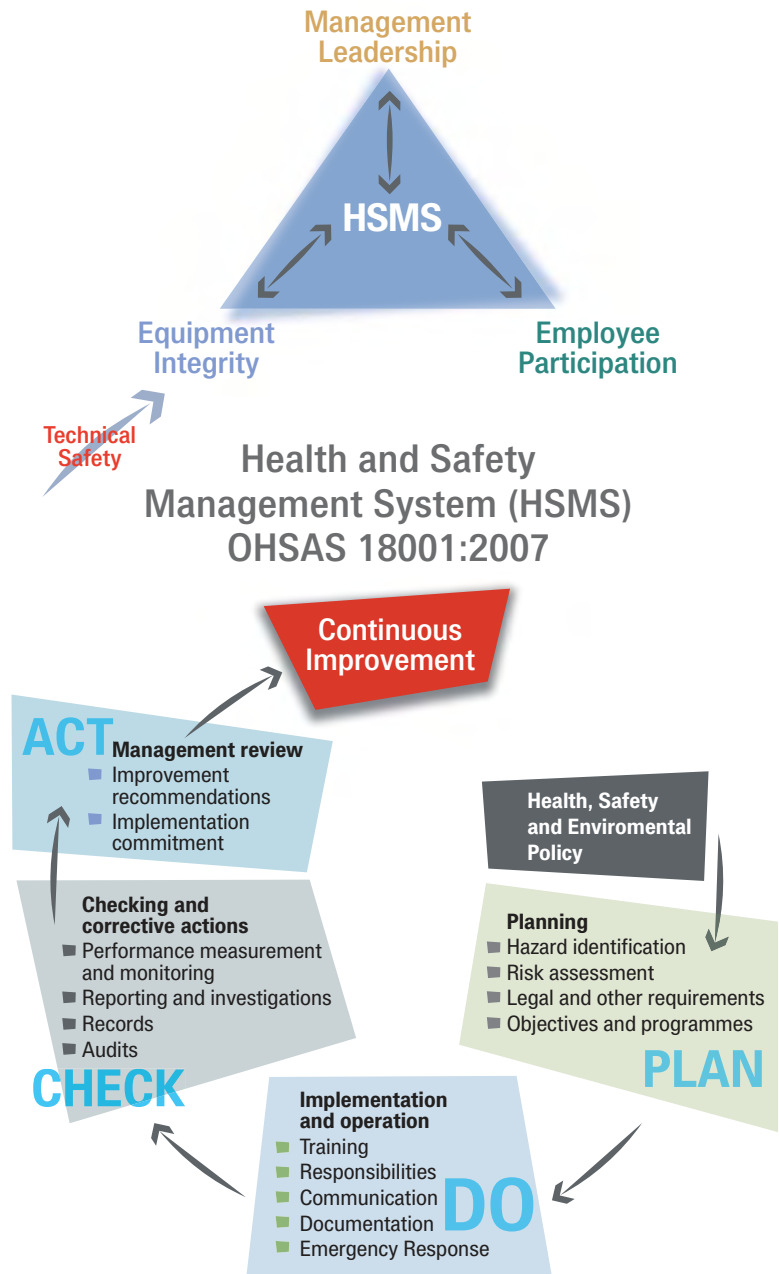 Management
Leadership
HSMS
Equipment
Integrity
Employee
Participation
Technical
Safety
Health and Safety
Management System (HSMS)
OHSAS 18001:2007
Continuous
Improvement
ACT
Management review
Improvement
recommendations
Implementation
commitment
Health, Safety
and Enviromental
Policy
Checking and
corrective actions
Performance measurement
and monitoring
Reporting and investigations
Records
Audits
CHECK
Planning
Hazard identification
Risk assessment
Legal and other requirements
Objectives and programmes
PLAN
Implementation
and operation
Training
Responsibilities
Communication
Documentation
Emergency Response
DO